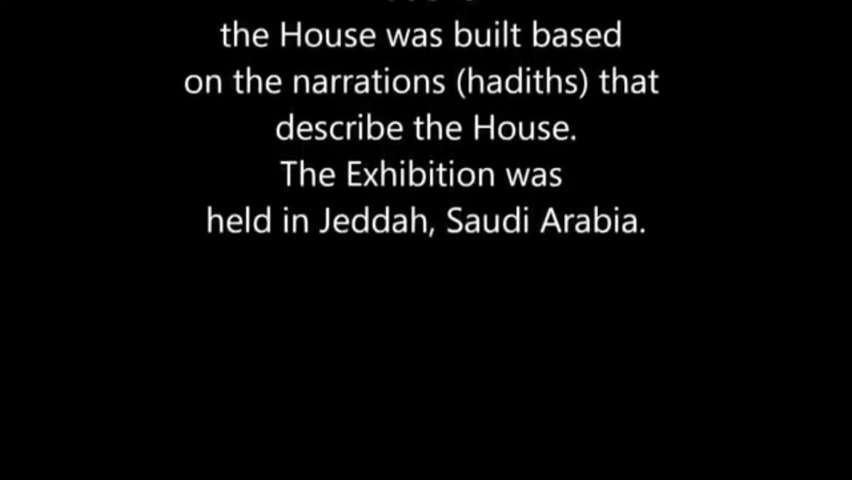 the House was built based
on the narrations (hadiths) that
describe the House.
The Exhibition was
held in Jeddah, Saudi Arabia.